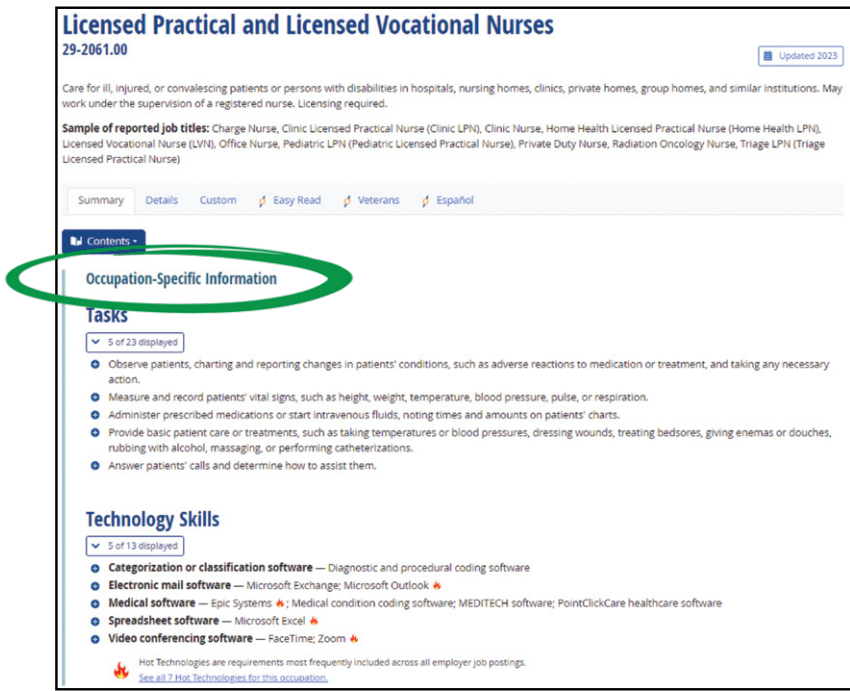 Licensed Practical and Licensed Vocational Nurses
29-2061.00
Updated 2023
Care for ill, injured, or convalescing patients or persons with disabilities in hospitals, nursing homes, clinics, private homes, group homes, and similar institutions. May
work under the supervision of a registered nurse. Licensing required.
Sample of reported job titles: Charge Nurse, Clinic Licensed Practical Nurse (Clinic LPN), Clinic Nurse, Home Health Licensed Practical Nurse (Home Health LPN),
Licensed Vocational Nurse (LVN), Office Nurse, Pediatric LPN (Pediatric Licensed Practical Nurse), Private Duty Nurse, Radiation Oncology Nurse, Triage LPN (Triage
Licensed Practical Nurse)
Summary Details Custom Easy Read Veterans Español
Contents
Occupation-Specific Information
Tasks
5 of 23 displayed
Observe patients, charting and reporting changes in patients' conditions, such as adverse reactions to medication or treatment, and taking any necessary
action.
Measure and record patients' vital signs, such as height, weight, temperature, blood pressure, pulse, or respiration.
Administer prescribed medications or start intravenous fluids, noting times and amounts on patients' charts.
Provide basic patient care or treatments, such as taking temperatures or blood pressures, dressing wounds, treating bedsores, giving enemas or douches,
rubbing with alcohol, massaging, or performing catheterizations.
Answer patients' calls and determine how to assist them.
Technology Skills
5 of 13 displayed
Categorization or classification software — Diagnostic and procedural coding software
Electronic mail software — Microsoft Exchange; Microsoft Outlook
Medical software — Epic Systems ; Medical condition coding software; MEDITECH software; PointClickCare healthcare software
Spreadsheet software — Microsoft Excel
Video conferencing software — FaceTime; Zoom
Hot Technologies are requirements most frequently included across all employer job postings.
See all 7 Hot Technologies for this occupation.